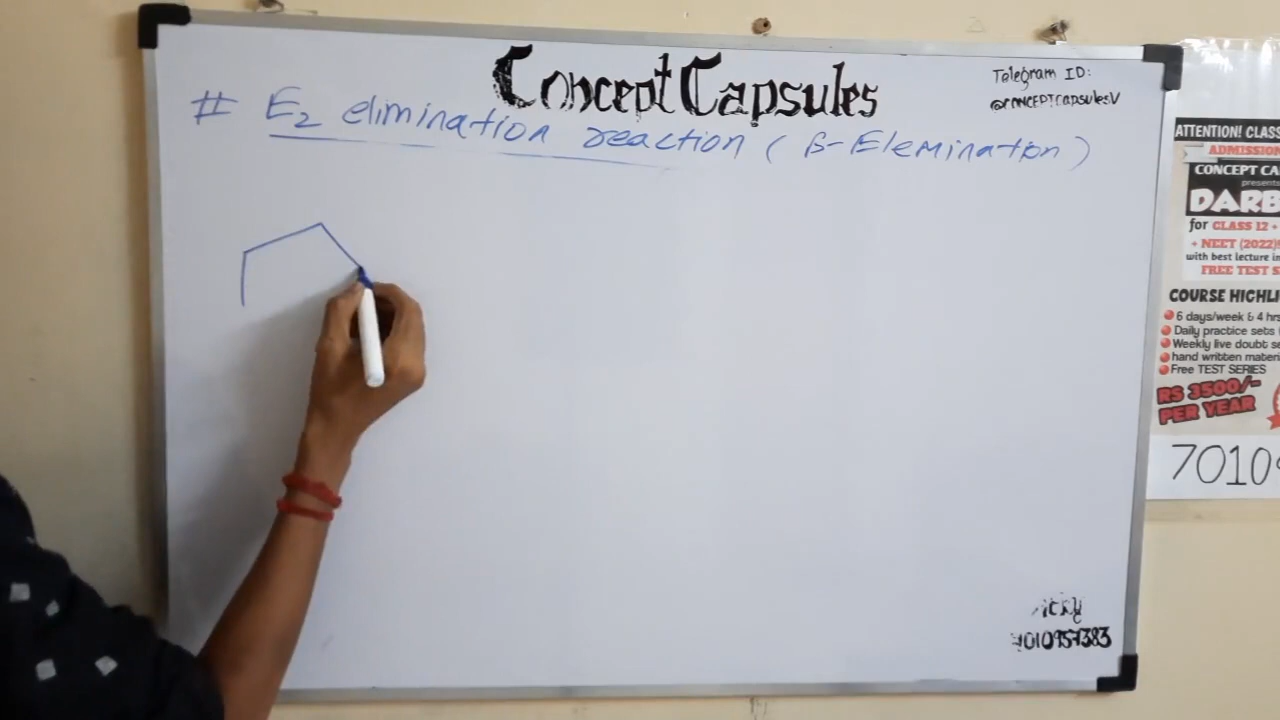 Concept Capsules
Telegram ID:
@CONCEPTCapsulesV
# E2 elimination reaction (β-Elemination)
ATTENTION! CLASS
ADMISSION
CONCEPT CA
presents
DARB
for CLASS 12 +
+ NEET (2022)
with best lecture in
FREE TEST S
COURSE HIGHLI
6 days/week & 4 hrs
Daily practice sets
Weekly live doubt se
hand written materi
Free TEST SERIES
RS 3500/-
PER YEAR
7010
7010957383